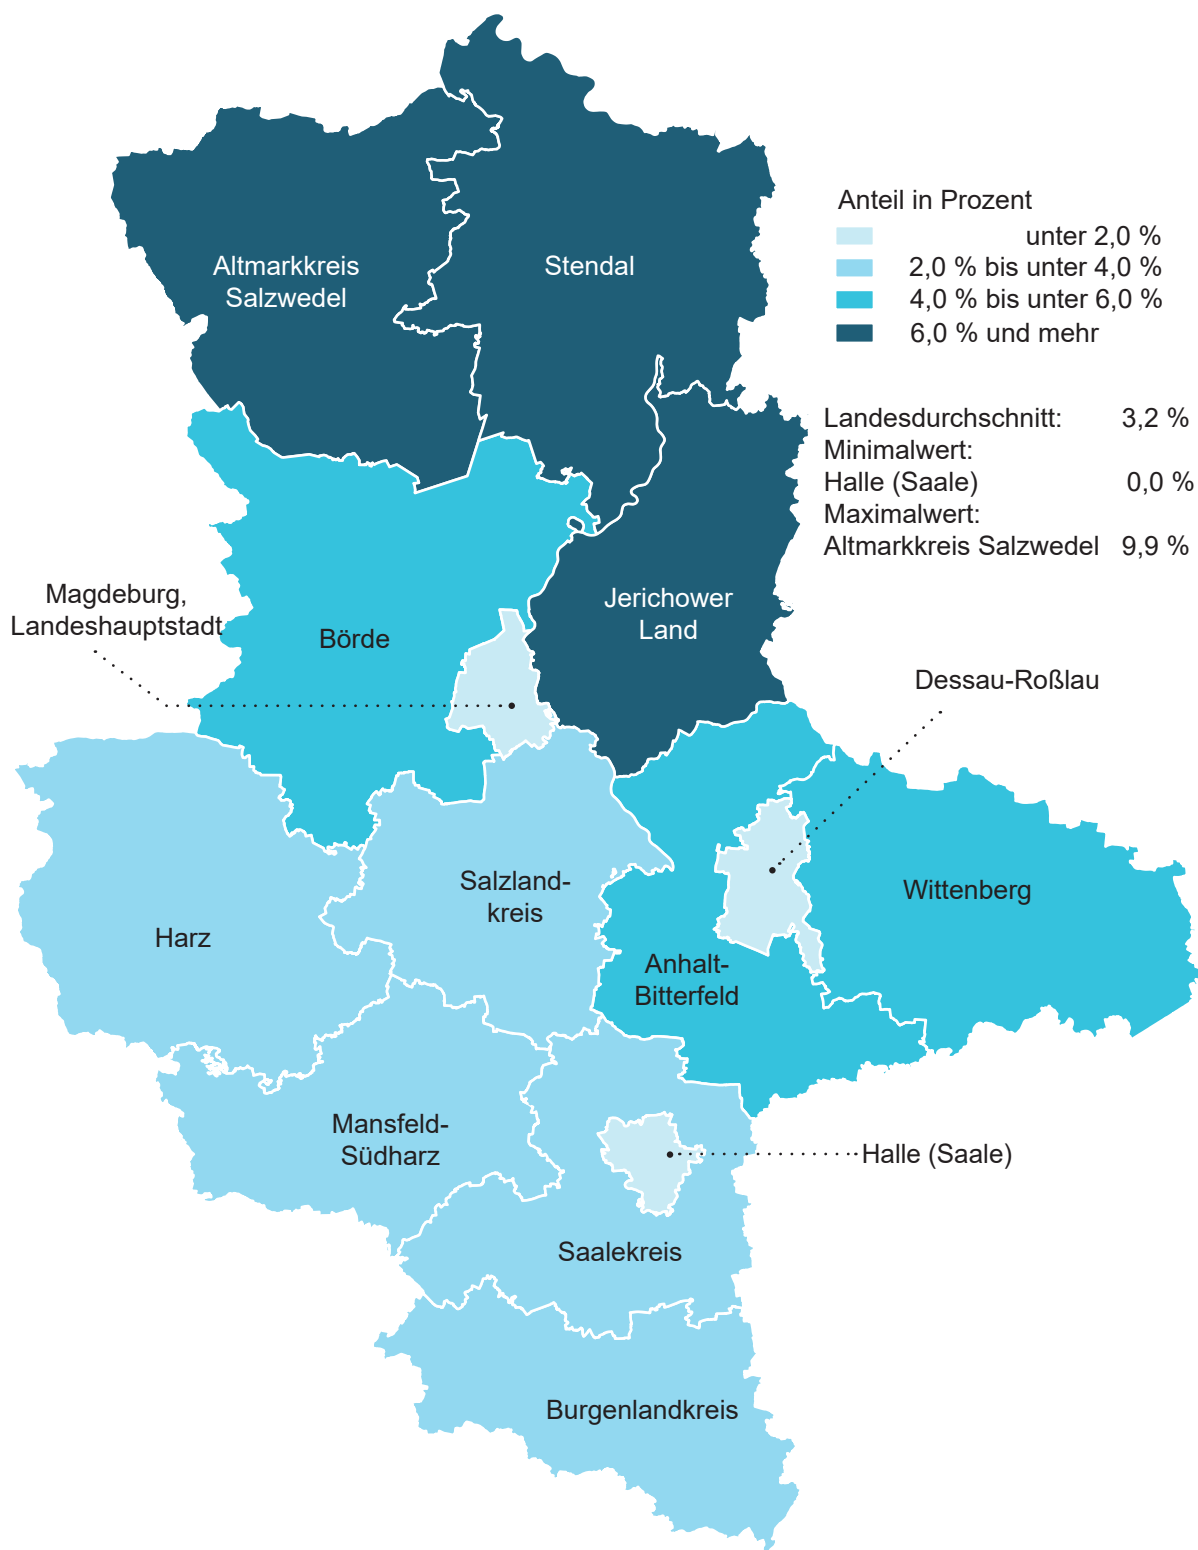 Anteil in Prozent
unter 2,0 %
2,0 % bis unter 4,0 %
4,0 % bis unter 6,0 %
6,0 % und mehr
Landesdurchschnitt: 3,2 %
Minimalwert:
Halle (Saale) 0,0 %
Maximalwert:
Altmarkkreis Salzwedel 9,9 %
Altmarkkreis
Salzwedel
Stendal
Magdeburg,
Landeshauptstadt
Börde
Jerichower
Land
Dessau-Roßlau
Salzland-
kreis
Wittenberg
Harz
Anhalt-
Bitterfeld
Mansfeld-
Südharz
Halle (Saale)
Saalekreis
Burgenlandkreis